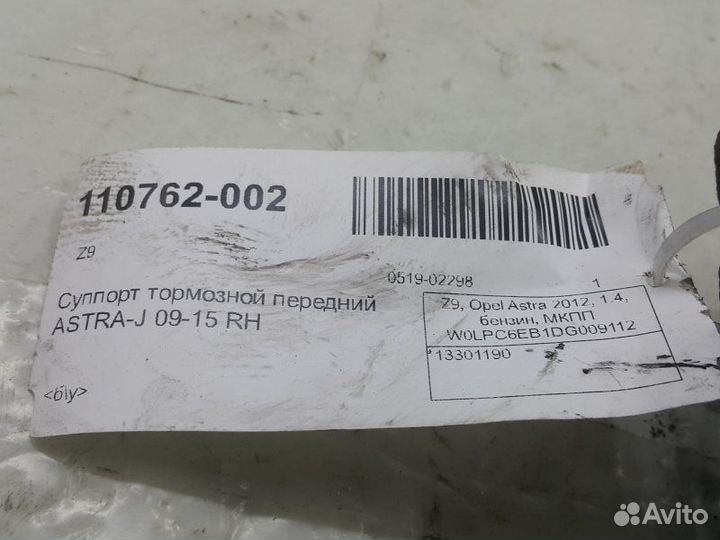 110762-002
Z9
0519-02298 1
Суппорт тормозной передний
ASTRA-J 09-15 RH
Z9, Opel Astra 2012, 1.4,
бензин, МКПП
W0LPC6EB1DG009112
13301190
<bly>
Avito